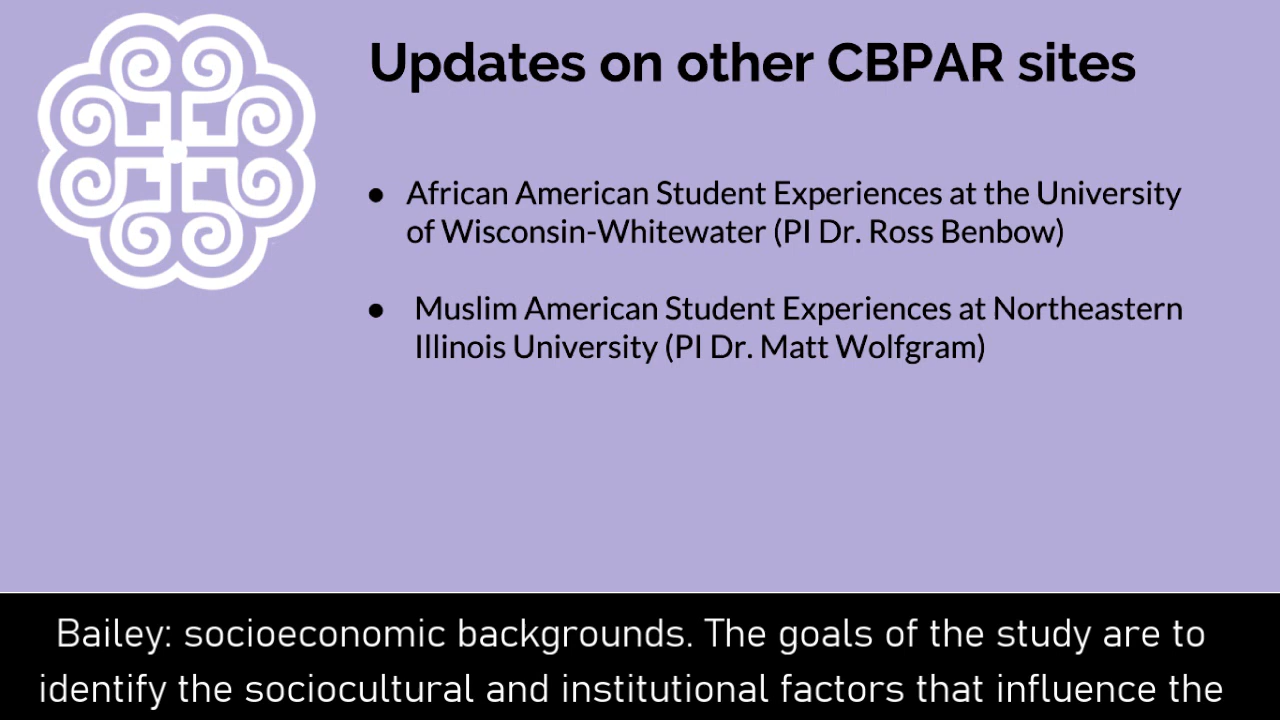 Updates on other CBPAR sites
● African American Student Experiences at the University
of Wisconsin-Whitewater (PI Dr. Ross Benbow)
● Muslim American Student Experiences at Northeastern
Illinois University (PI Dr. Matt Wolfgram)
Bailey: socioeconomic backgrounds. The goals of the study are to
identify the sociocultural and institutional factors that influence the